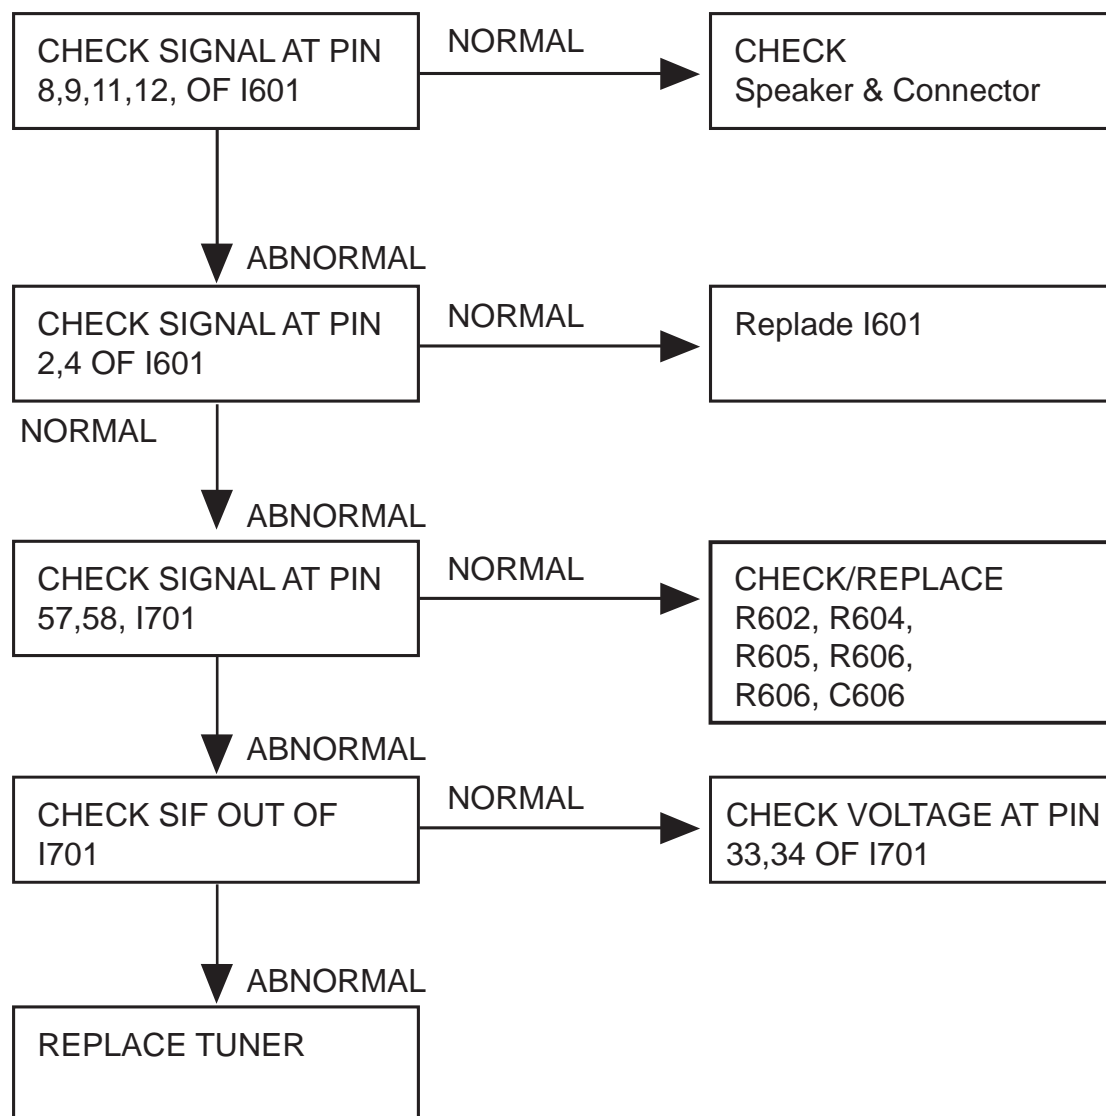 CHECK SIGNAL AT PIN
8,9,11,12, OF I601
NORMAL
CHECK
Speaker & Connector
ABNORMAL
CHECK SIGNAL AT PIN
2,4 OF I601
NORMAL
Replade I601
NORMAL
ABNORMAL
CHECK SIGNAL AT PIN
57,58, I701
NORMAL
CHECK/REPLACE
R602, R604,
R605, R606,
R606, C606
ABNORMAL
CHECK SIF OUT OF
I701
NORMAL
CHECK VOLTAGE AT PIN
33,34 OF I701
ABNORMAL
REPLACE TUNER